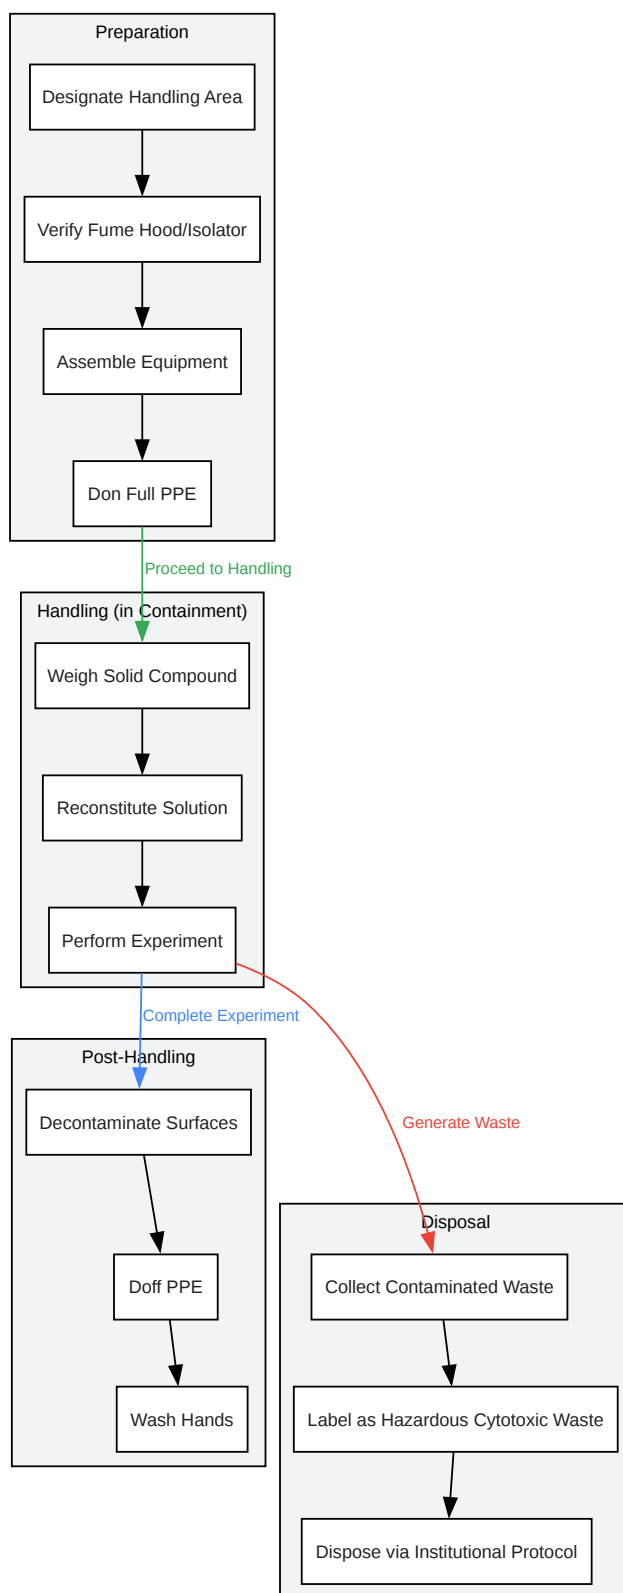 Preparation
Designate Handling Area
Verify Fume Hood/Isolator
Assemble Equipment
Don Full PPE
Proceed to Handling
Handling (in Containment)
Weigh Solid Compound
Reconstitute Solution
Perform Experiment
Complete Experiment
Post-Handling
Decontaminate Surfaces
Generate Waste
Disposal
Doff PPE
Collect Contaminated Waste
Wash Hands
Label as Hazardous Cytotoxic Waste
Dispose via Institutional Protocol